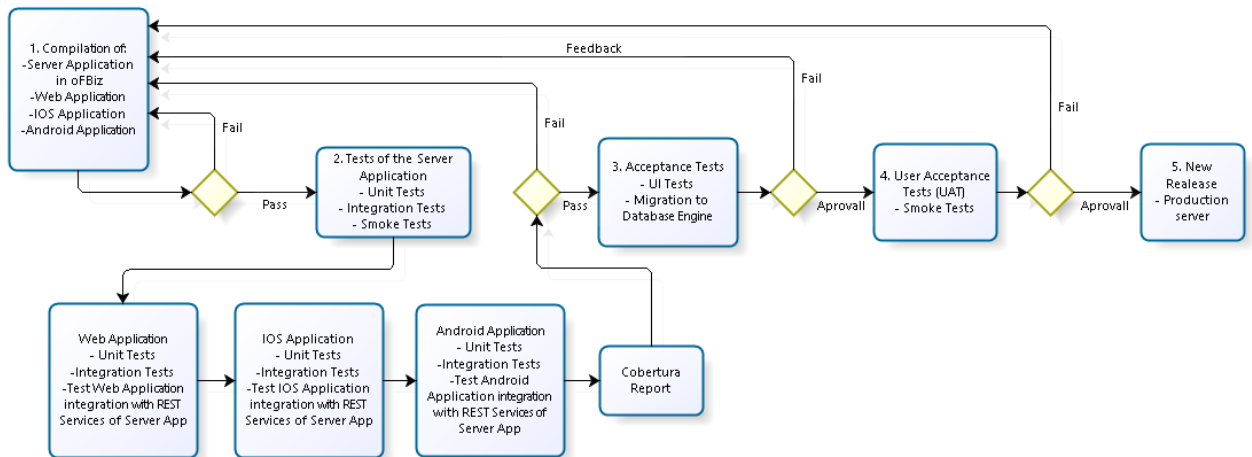 1. Compilation of:
-Server Application
in oFBiz
-Web Application
-IOS Application
-Android Application
Fail
Pass
2. Tests of the Server
Application
- Unit Tests
- Integration Tests
- Smoke Tests
Web Application
- Unit Tests
-Integration Tests
-Test Web Application
integration with REST
Services of Server App
IOS Application
- Unit Tests
-Integration Tests
-Test IOS Application
integration with REST
Services of Server App
Android Application
- Unit Tests
-Integration Tests
-Test Android
Application integration
with REST Services of
Server App
Cobertura
Report
Fail
Pass
3. Acceptance Tests
- UI Tests
- Migration to
Database Engine
Feedback
Fail
Aprovall
4. User Acceptance
Tests (UAT)
- Smoke Tests
Fail
Aprovall
5. New
Realease
- Production
server